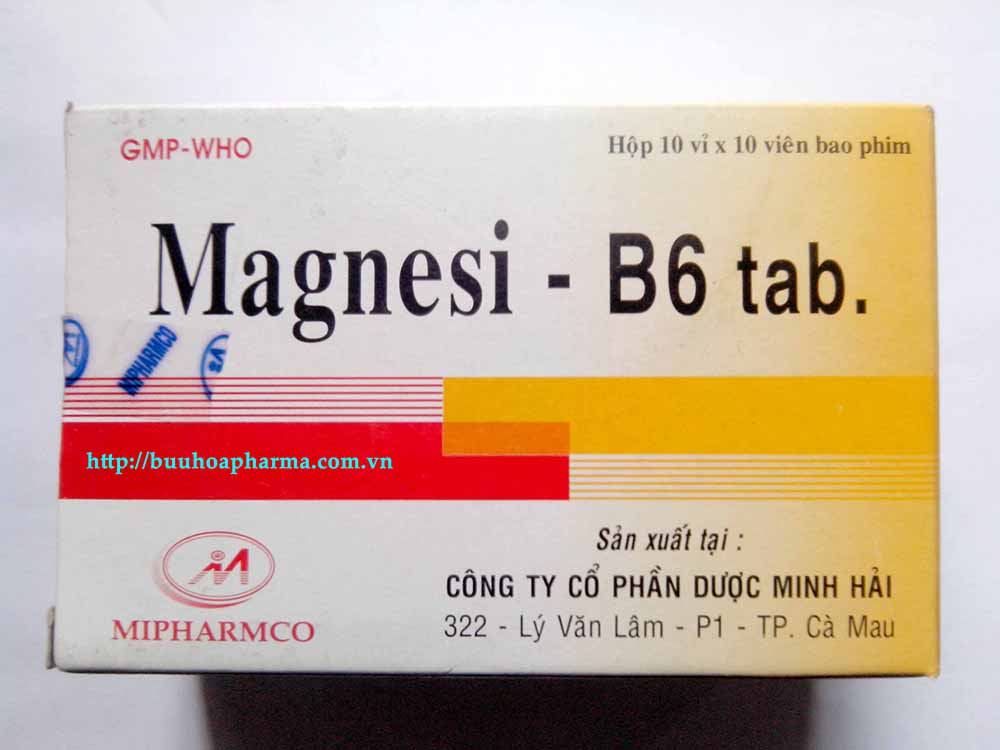 GMP-WHO
Hộp 10 vỉ x 10 viên bao phim
Magnesi - B6 tab.
MIPHARMCO
http://buuhoapharma.com.vn
Sản xuất tại :
CÔNG TY CỔ PHẦN DƯỢC MINH HẢI
322 - Lý Văn Lâm - P1 - TP. Cà Mau
MIPHARMCO